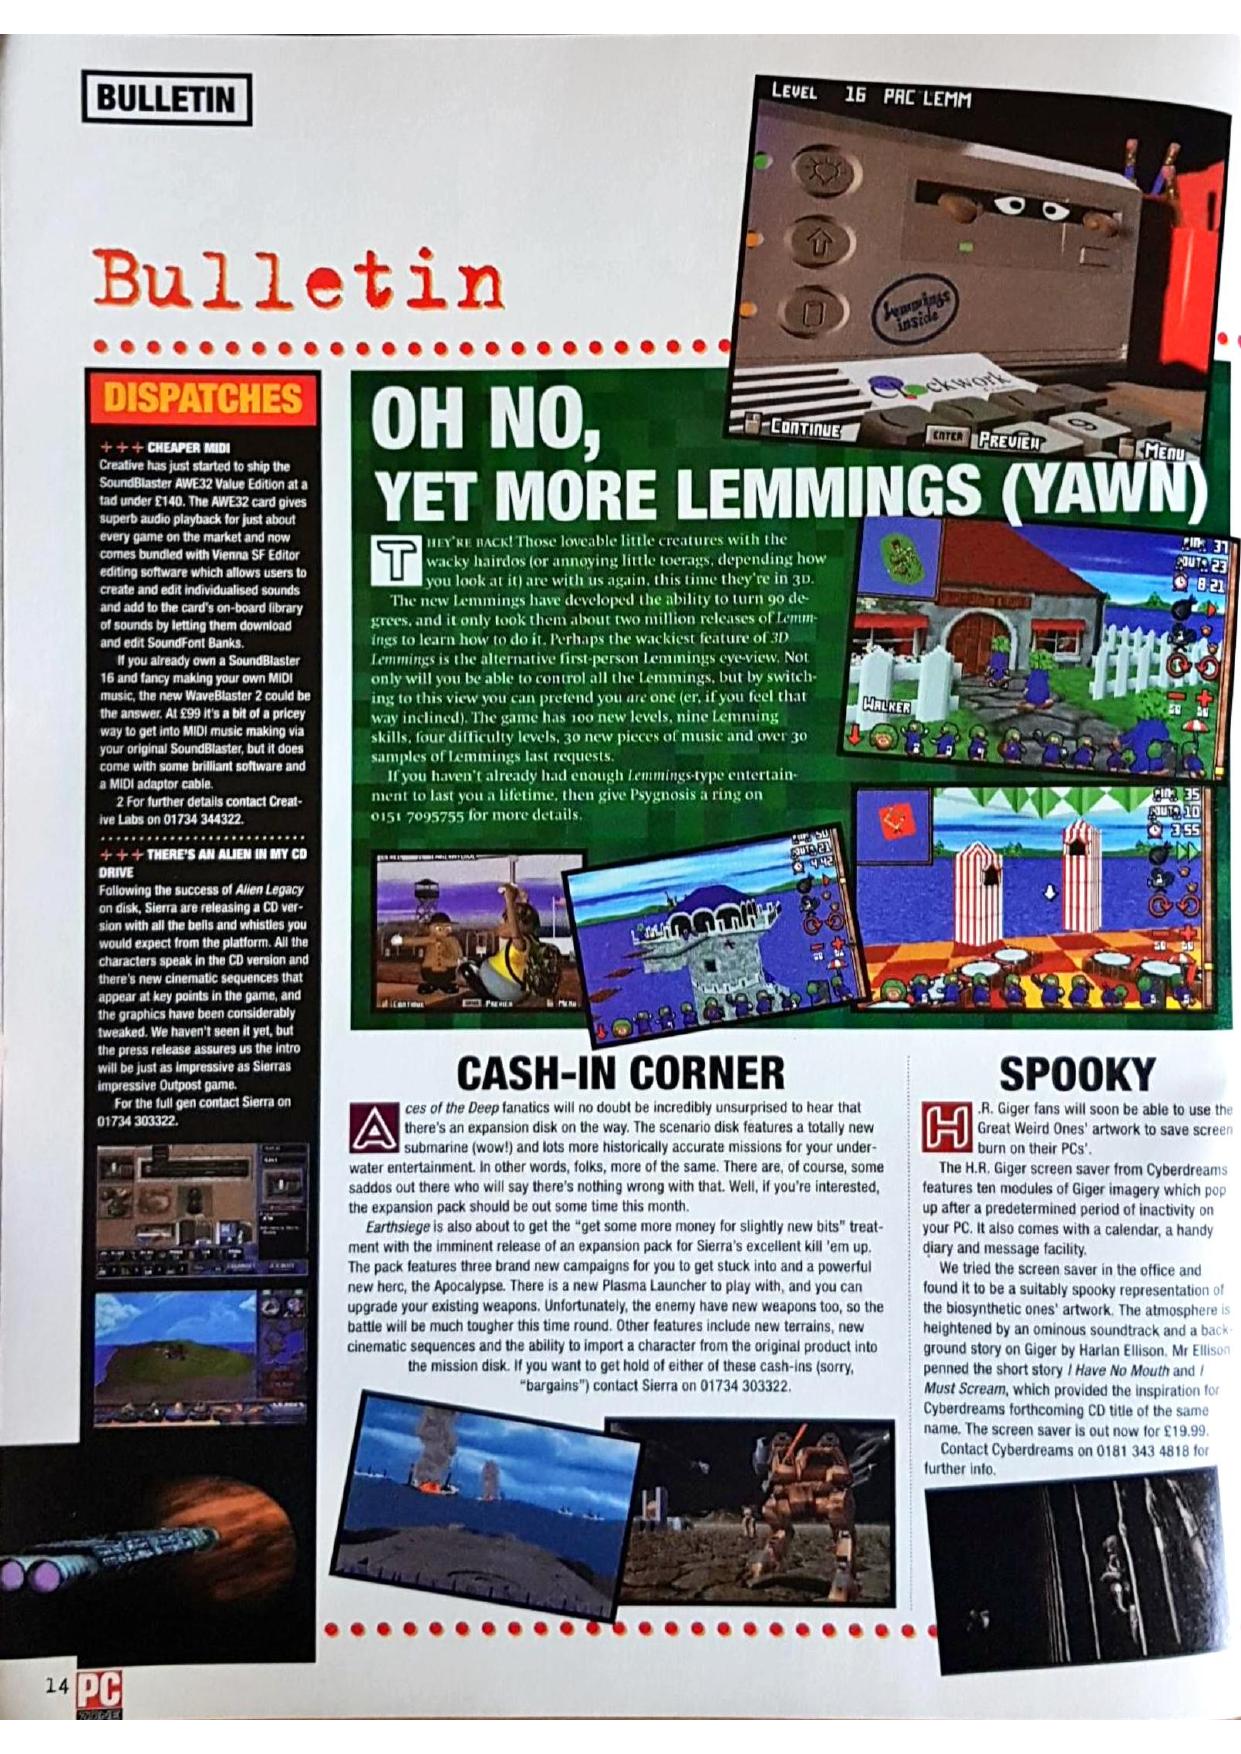 BULLETIN
Bulletin
LEVEL 16 PAC LEMM
Lemmings
inside
Clockwork
CONTINUE
ENTER PREVIEW
9
MENU
DISPATCHES
+++ CHEAPER MIDI
Creative has just started to ship the
SoundBlaster AWE32 Value Edition at a
tad under £140. The AWE32 card gives
superb audio playback for just about
every game on the market and now
comes bundled with Vienna SF Editor
editing software which allows users to
create and edit individualised sounds
and add to the card's on-board library
of sounds by letting them download
and edit SoundFont Banks.
If you already own a SoundBlaster
16 and fancy making your own MIDI
music, the new WaveBlaster 2 could be
the answer. At £99 it's a bit of a pricey
way to get into MIDI music making via
your original SoundBlaster, but it does
come with some brilliant software and
a MIDI adaptor cable.
2 For further details contact Creat-
ive Labs on 01734 344322.
+++ THERE'S AN ALIEN IN MY CD
DRIVE
Following the success of Alien Legacy
on disk, Sierra are releasing a CD ver-
sion with all the bells and whistles you
would expect from the platform. All the
characters speak in the CD version and
there's new cinematic sequences that
appear at key points in the game, and
the graphics have been considerably
tweaked. We haven't seen it yet, but
the press release assures us the intro
will be just as impressive as Sierras
impressive Outpost game.
For the full gen contact Sierra on
01734 303322.
OH NO,
YET MORE LEMMINGS (YAWN)
THEY'RE BACK! Those loveable little creatures with the
wacky hairdos (or annoying little toerags, depending how
you look at it) are with us again, this time they're in 3D.
The new Lemmings have developed the ability to turn 90 de-
grees, and it only took them about two million releases of Lemm-
ings to learn how to do it. Perhaps the wackiest feature of 3D
Lemmings is the alternative first-person Lemmings eye-view. Not
only will you be able to control all the Lemmings, but by switch-
ing to this view you can pretend you are one (er, if you feel that
way inclined). The game has 100 new levels, nine Lemming
skills, four difficulty levels, 30 new pieces of music and over 30
samples of Lemmings last requests.
If you haven't already had enough Lemmings-type entertain-
ment to last you a lifetime, then give Psygnosis a ring on
0151 7095755 for more details.
IN: 37
OUT: 23
8:21
WALKER
50 50
IN: 35
OUT: 10
3:55
50 50
CONTINUE PREVIEW MENU
IN: 50
OUT: 21
4:42
CASH-IN CORNER
Aces of the Deep fanatics will no doubt be incredibly unsurprised to hear that
there's an expansion disk on the way. The scenario disk features a totally new
submarine (wow!) and lots more historically accurate missions for your under-
water entertainment. In other words, folks, more of the same. There are, of course, some
saddos out there who will say there's nothing wrong with that. Well, if you're interested,
the expansion pack should be out some time this month.
Earthsiege is also about to get the "get some more money for slightly new bits" treat-
ment with the imminent release of an expansion pack for Sierra's excellent kill 'em up.
The pack features three brand new campaigns for you to get stuck into and a powerful
new herc, the Apocalypse. There is a new Plasma Launcher to play with, and you can
upgrade your existing weapons. Unfortunately, the enemy have new weapons too, so the
battle will be much tougher this time round. Other features include new terrains, new
cinematic sequences and the ability to import a character from the original product into
the mission disk. If you want to get hold of either of these cash-ins (sorry,
"bargains") contact Sierra on 01734 303322.
SPOOKY
H.R. Giger fans will soon be able to use the
Great Weird Ones' artwork to save screen
burn on their PCs'.
The H.R. Giger screen saver from Cyberdreams
features ten modules of Giger imagery which pop
up after a predetermined period of inactivity on
your PC. It also comes with a calendar, a handy
diary and message facility.
We tried the screen saver in the office and
found it to be a suitably spooky representation of
the biosynthetic ones' artwork. The atmosphere is
heightened by an ominous soundtrack and a back-
ground story on Giger by Harlan Ellison. Mr Ellison
penned the short story I Have No Mouth and I
Must Scream, which provided the inspiration for
Cyberdreams forthcoming CD title of the same
name. The screen saver is out now for £19.99.
Contact Cyberdreams on 0181 343 4818 for
further info.
14 PC
ZONE